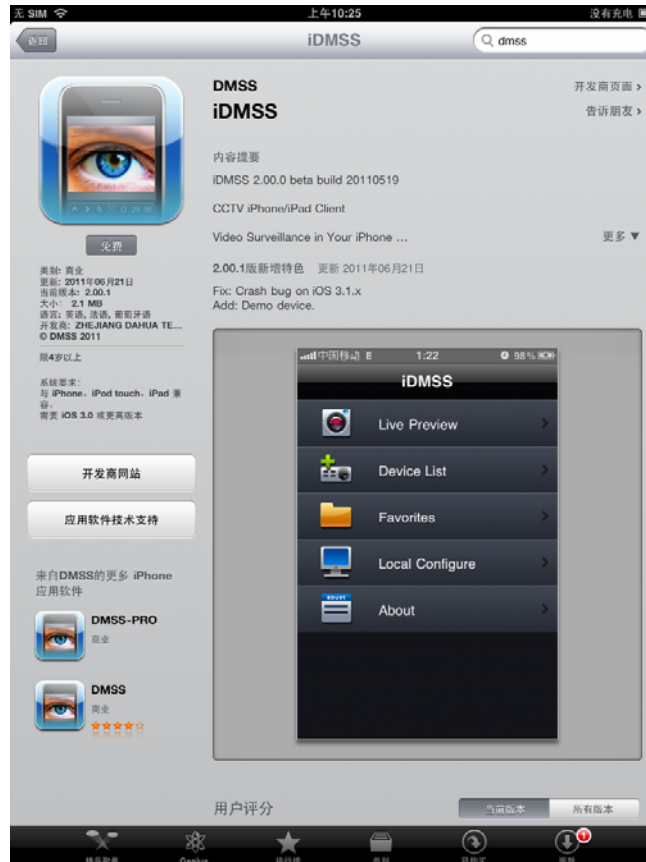 无 SIM
上午10:25
没有充电
返回
iDMSS
dmss
DMSS
iDMSS
开发商页面 ›
告诉朋友 ›
内容提要
iDMSS 2.00.0 beta build 20110519
CCTV iPhone/iPad Client
Video Surveillance in Your iPhone ...
更多 ▼
2.00.1版新增特色 更新 2011年06月21日
Fix: Crash bug on iOS 3.1.x
Add: Demo device.
免费
类别: 商业
更新: 2011年06月21日
当前版本: 2.00.1
大小: 2.1 MB
语言: 英语, 法语, 葡萄牙语
开发商: ZHEJIANG DAHUA TE...
© DMSS 2011
限4岁以上
系统要求:
与 iPhone、iPod touch、iPad 兼
容。
需要 iOS 3.0 或更高版本
开发商网站
应用软件技术支持
来自DMSS的更多 iPhone
应用软件
DMSS-PRO
商业
DMSS
商业
中国移动 E
1:22
98%
iDMSS
Live Preview
Device List
Favorites
Local Configure
About
用户评分
当前版本
所有版本
Genius